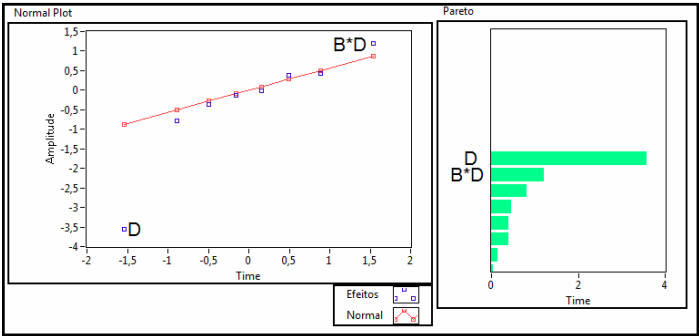 Normal Plot
1,5
1
0,5
0
-0,5
-1
-1,5
-2
-2,5
-3
-3,5
-4
Amplitude
B*D
D
-2
-1,5
-1
-0,5
0
0,5
1
1,5
2
Time
Efeitos
Normal
Pareto
D
B*D
0
2
4
Time